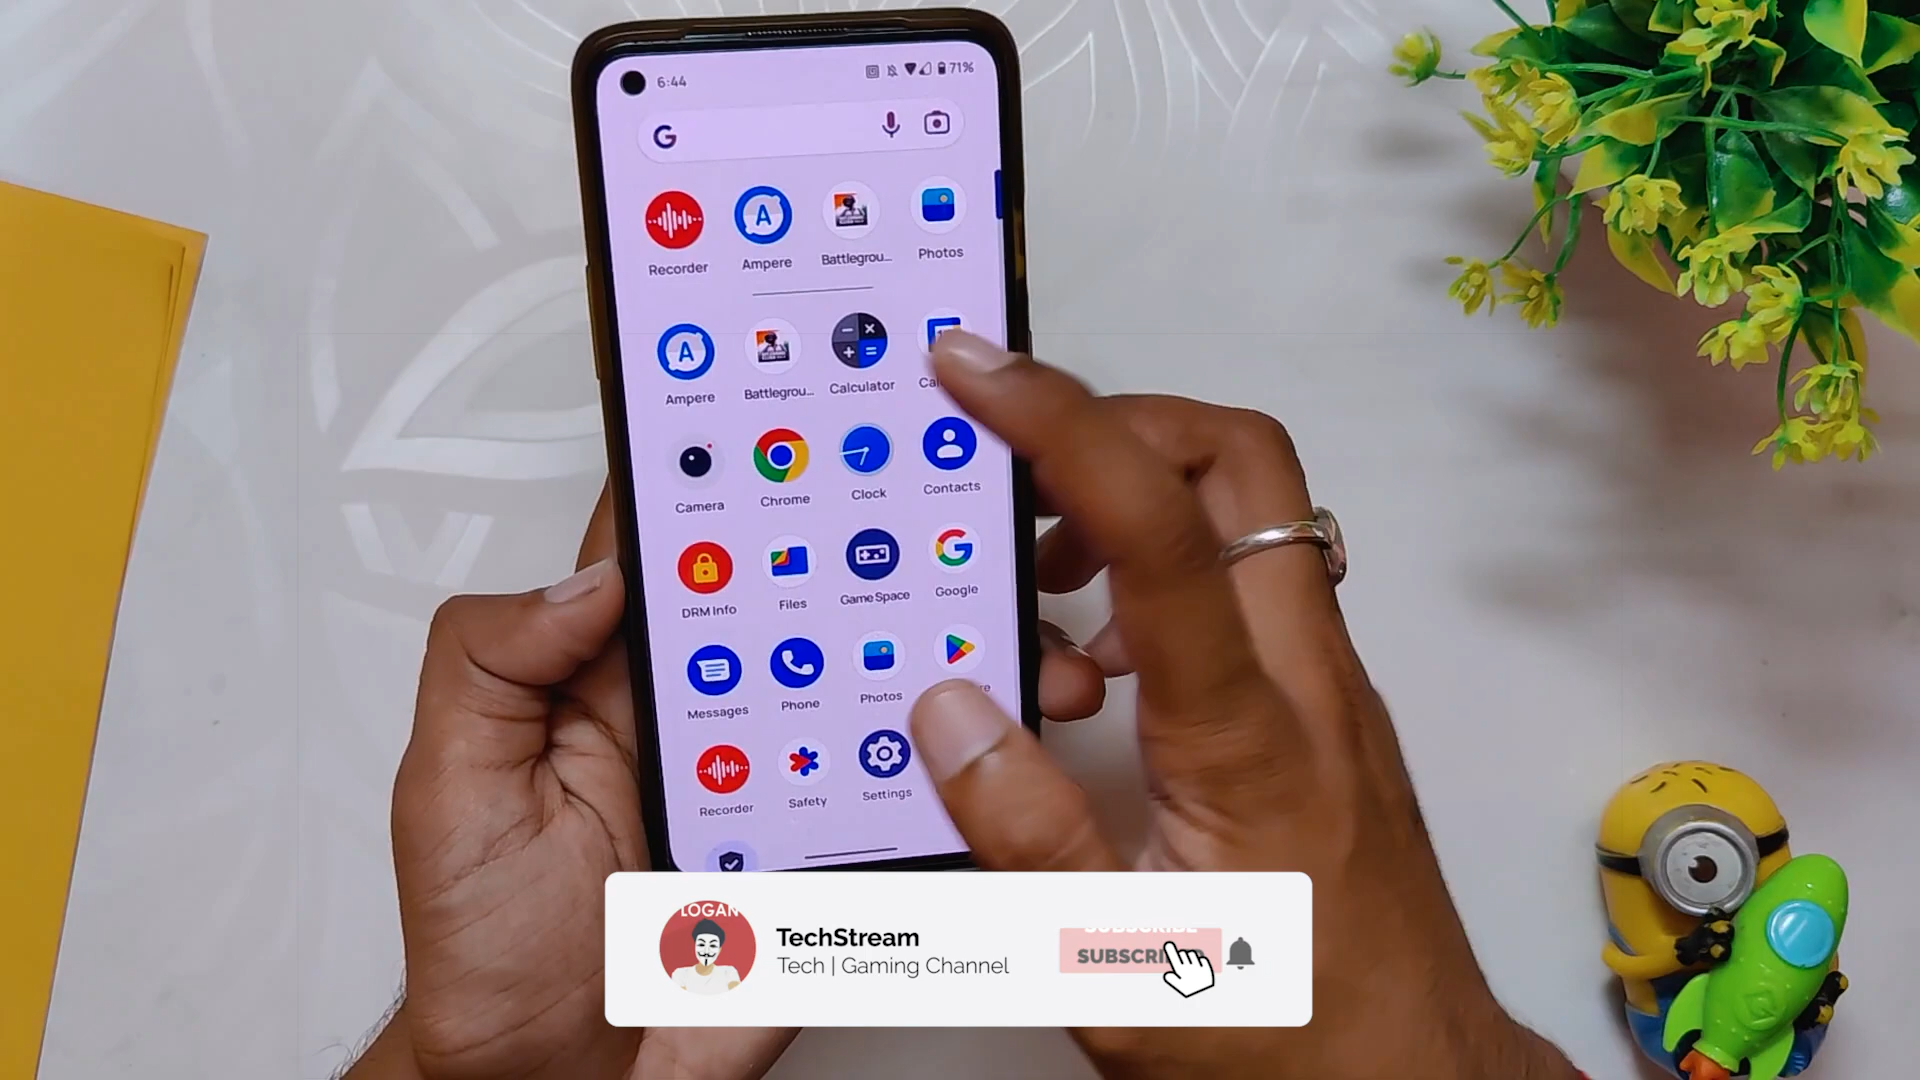 6:44 71%
G
Recorder Ampere Battlegrou... Photos
Ampere Battlegrou... Calculator
Camera Chrome Clock Contacts
DRM Info Files Game Space Google
Messages Phone Photos
Recorder Safety Settings
LOGAN
TechStream
Tech | Gaming Channel
SUBSCRIBE